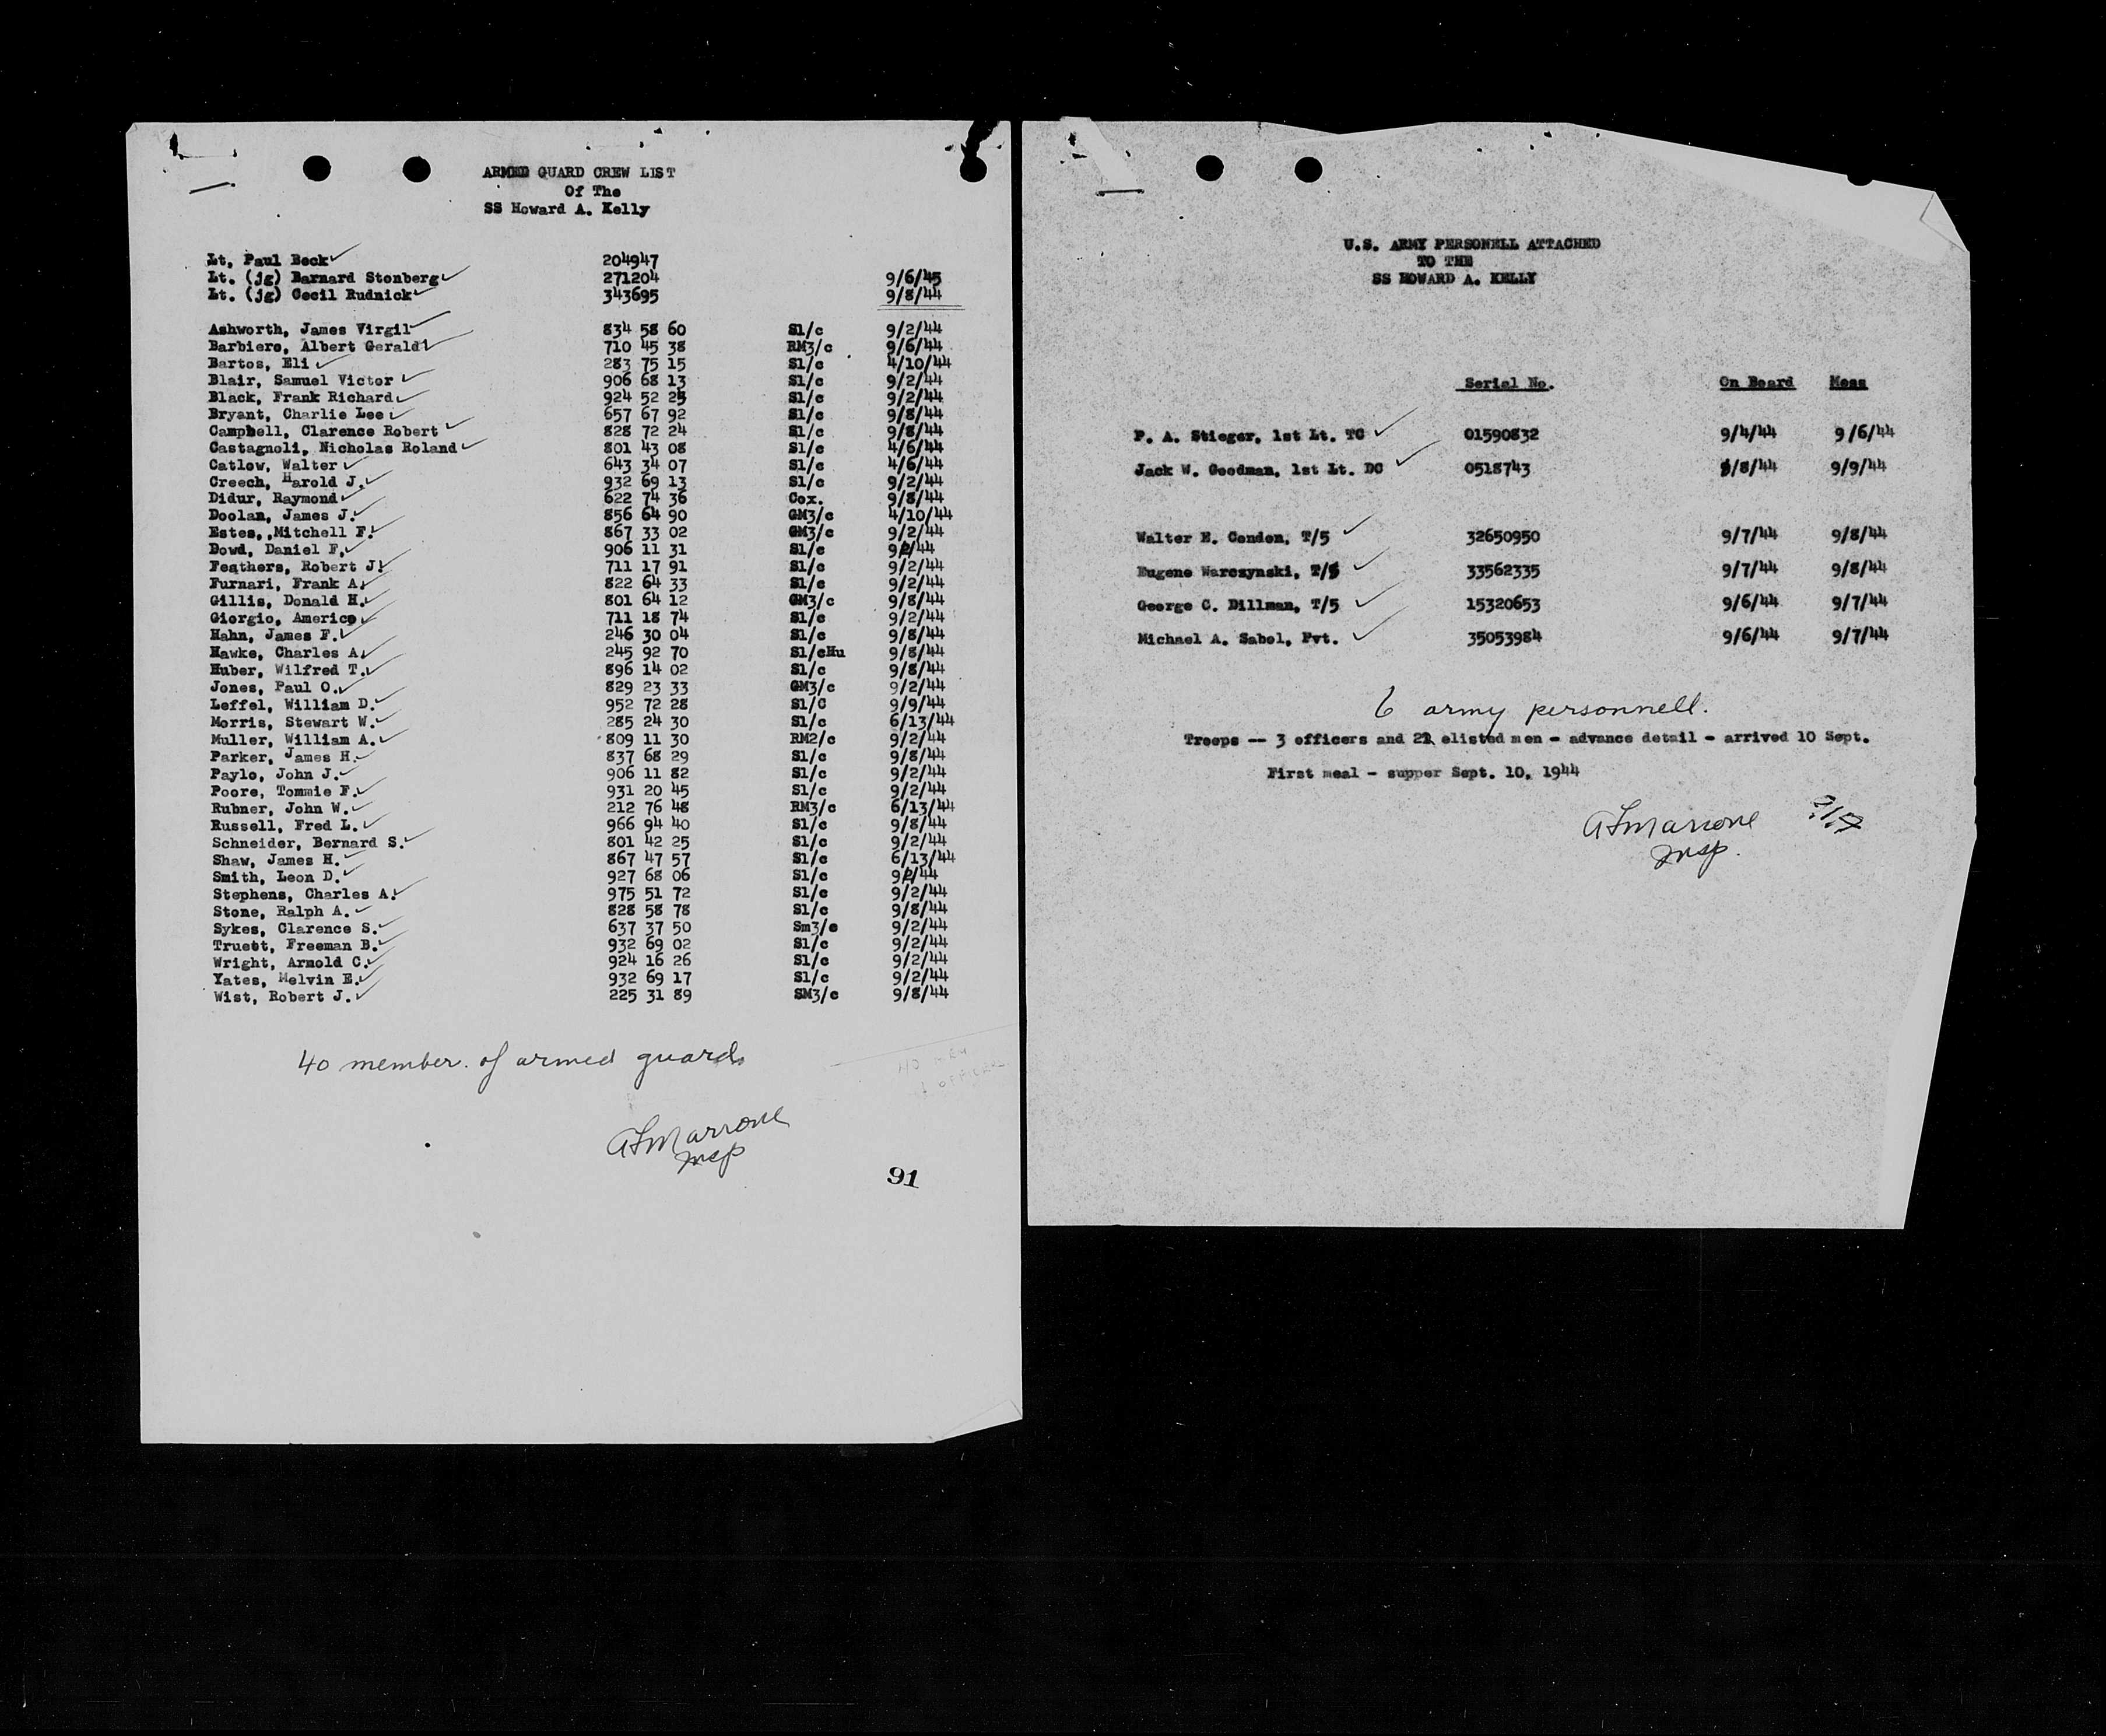 ARMED GUARD CREW LIST
Of The
SS Howard A. Kelly
Lt. Paul Beck 204947
Lt. (jg) Barnard Stonberg 271204 9/6/45
Lt. (jg) Cecil Rudnick 343695 9/8/44
Ashworth, James Virgil 834 58 60 S1/c 9/2/44
Barbiere, Albert Gerald 710 45 38 RM3/c 9/6/44
Bartos, Eli 283 75 15 S1/c 4/10/44
Blair, Samuel Victor 906 68 13 S1/c 9/2/44
Black, Frank Richard 924 52 25 S1/c 9/2/44
Bryant, Charlie Lee 657 67 92 S1/c 9/8/44
Campbell, Clarence Robert 828 72 24 S1/c 9/8/44
Castagnoli, Nicholas Roland 801 43 08 S1/c 4/6/44
Catlow, Walter 643 34 07 S1/c 4/6/44
Creech, Harold J. 932 69 13 S1/c 9/2/44
Didur, Raymond 622 74 36 Cox. 9/8/44
Doolan, James J. 856 64 90 GM3/c 4/10/44
Estes,,Mitchell F. 867 33 02 GM3/c 9/2/44
Dowd, Daniel F. 906 11 31 S1/c 92/44
Feathers, Robert J. 711 17 91 S1/c 9/2/44
Furnari, Frank A. 822 64 33 S1/c 9/2/44
Gillis, Donald H. 801 64 12 GM3/c 9/8/44
Giorgio, Americo 711 18 74 S1/c 9/2/44
Hahn, James F. 246 30 04 S1/c 9/8/44
Hawke, Charles A. 245 92 70 S1/cHu 9/8/44
Huber, Wilfred T. 896 14 02 S1/c 9/8/44
Jones, Paul O. 829 23 33 GM3/c 9/2/44
Leffel, William D. 952 72 28 S1/C 9/9/44
Morris, Stewart W. 285 24 30 S1/c 6/13/44
Muller, William A. 809 11 30 RM2/c 9/2/44
Parker, James H. 837 68 29 S1/c 9/8/44
Paylo, John J. 906 11 82 S1/c 9/2/44
Poore, Tommie F. 931 20 45 S1/c 9/2/44
Rubner, John W. 212 76 48 RM3/c 6/13/44
Russell, Fred L. 966 94 40 S1/c 9/8/44
Schneider, Bernard S. 801 42 25 S1/c 9/2/44
Shaw, James H. 867 47 57 S1/c 6/13/44
Smith, Leon D. 927 68 06 S1/c 92/44
Stephens, Charles A. 975 51 72 S1/c 9/2/44
Stone, Ralph A. 828 58 78 S1/c 9/8/44
Sykes, Clarence S. 637 37 50 Sm3/c 9/2/44
Truett, Freeman B. 932 69 02 S1/c 9/2/44
Wright, Arnold C. 924 16 26 S1/c 9/2/44
Yates, Melvin E. 932 69 17 S1/c 9/2/44
Wist, Robert J. 225 31 89 SM3/c 9/8/44
40 member. of armed guards
ALMarrone
Insp
91
U.S. ARMY PERSONELL ATTACHED
TO THE
SS HOWARD A. KELLY
Serial No. On Board Mess
P. A. Stieger, 1st Lt. TC 01590832 9/4/44 9/6/44
Jack W. Goodman, 1st Lt. DC 0518743 /8/44 9/9/44
Walter H. Condon, T/5 32650950 9/7/44 9/8/44
Eugene Warczynski, T/5 33562335 9/7/44 9/8/44
George C. Dillman, T/5 15320653 9/6/44 9/7/44
Michael A. Sabol, Pvt. 35053984 9/6/44 9/7/44
6 army personnell.
Troops -- 3 officers and 22 elisted men - advance detail - arrived 10 Sept.
First meal - supper Sept. 10, 1944
ALMarrone
Insp.